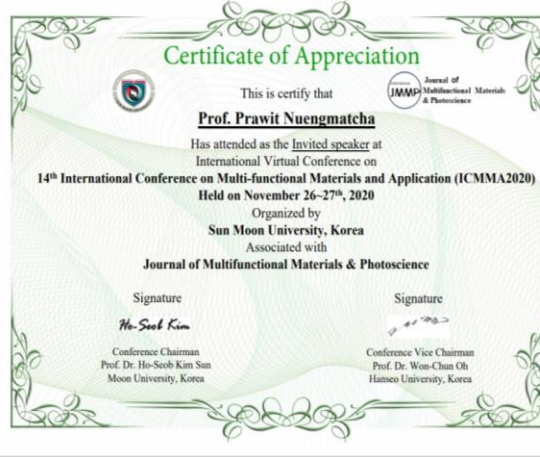 Certificate of Appreciation
JMMP
Journal of
Multifunctional Materials
& Photoscience
This is certify that
Prof. Prawit Nuengmatcha
Has attended as the Invited speaker at
International Virtual Conference on
14th International Conference on Multi-functional Materials and Application (ICMMA2020)
Held on November 26~27th, 2020
Organized by
Sun Moon University, Korea
Associated with
Journal of Multifunctional Materials & Photoscience
Signature
Ho-Seob Kim
Conference Chairman
Prof. Dr. Ho-Seob Kim Sun
Moon University, Korea
Signature
Conference Vice Chairman
Prof. Dr. Won-Chun Oh
Hanseo University, Korea